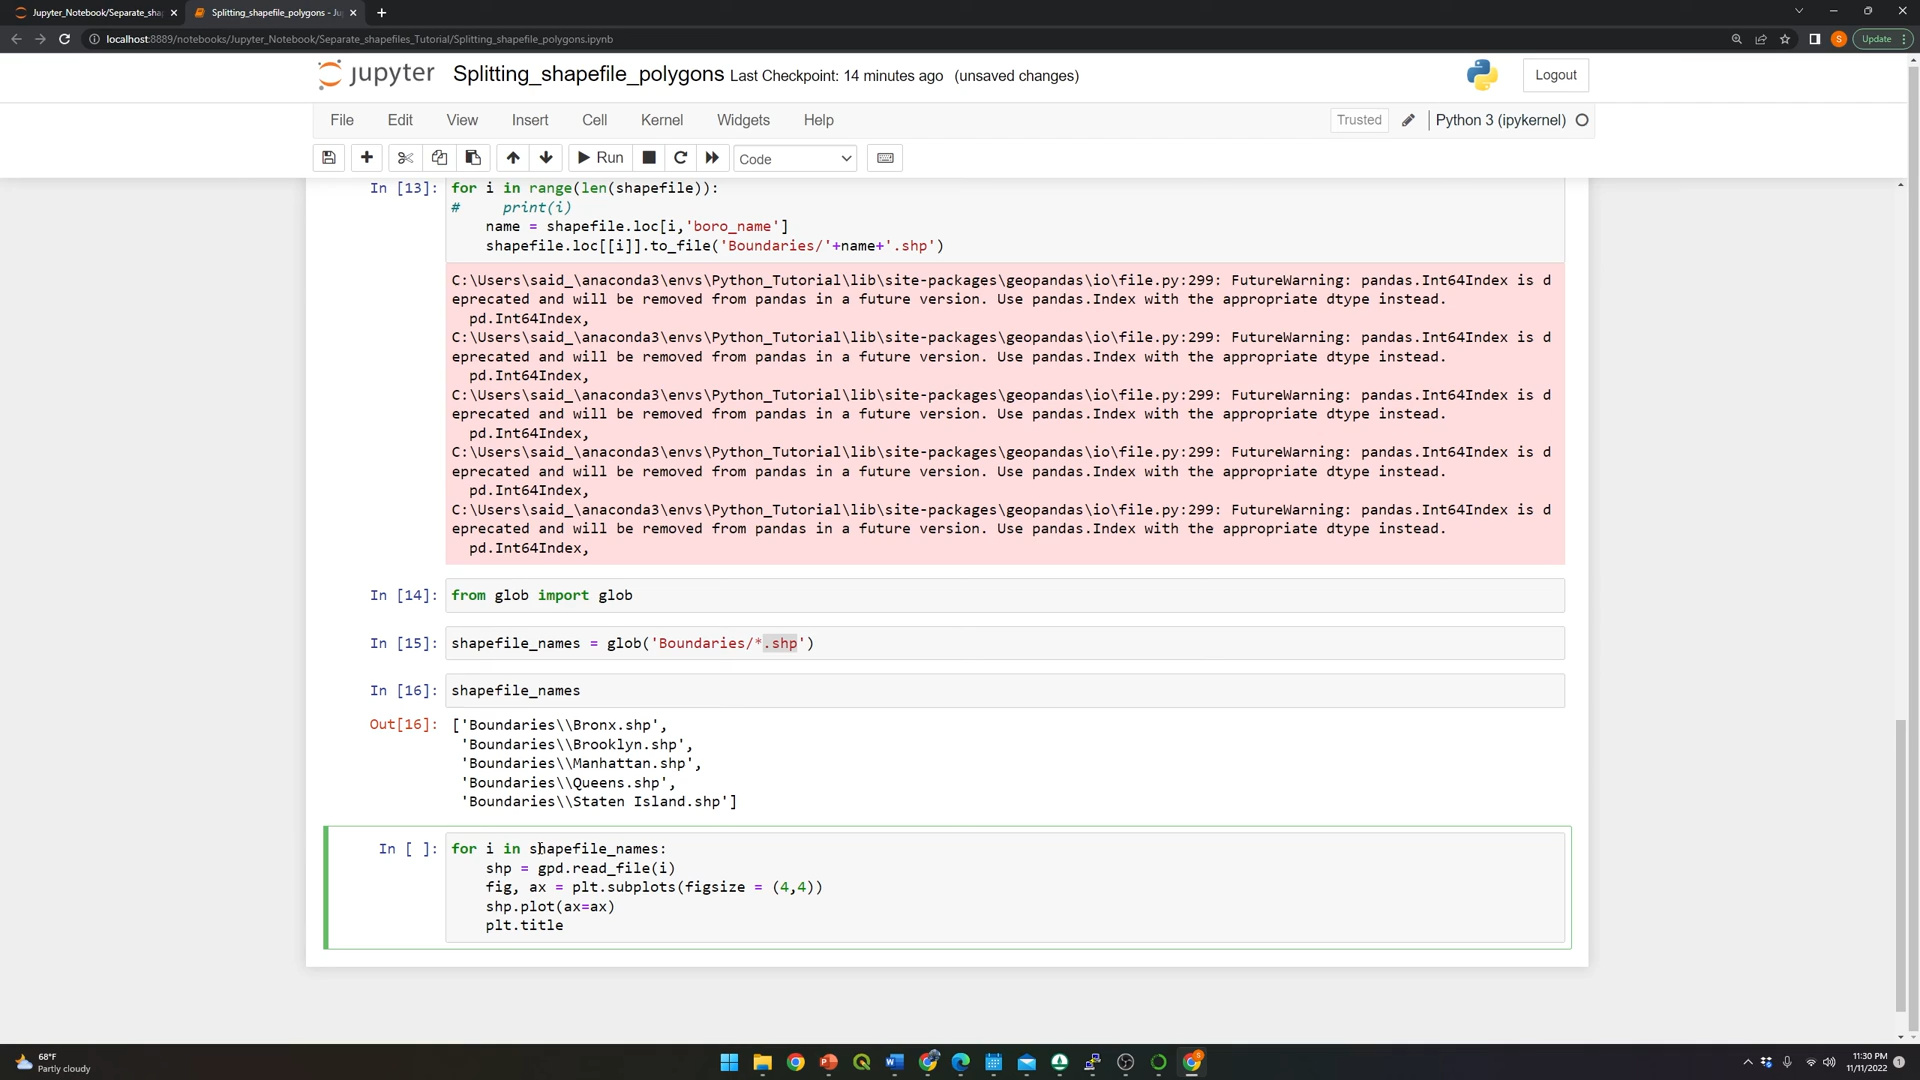 Jupyter_Notebook/Separate_sha
Splitting_shapefile_polygons - Ju
localhost:8889/notebooks/Jupyter_Notebook/Separate_shapefiles_Tutorial/Splitting_shapefile_polygons.ipynb
S
Update
jupyter Splitting_shapefile_polygons Last Checkpoint: 14 minutes ago (unsaved changes)
Logout
File Edit View Insert Cell Kernel Widgets Help
Trusted
Python 3 (ipykernel)
Run
Code
In [13]: for i in range(len(shapefile)):
#     print(i)
    name = shapefile.loc[i,'boro_name']
    shapefile.loc[[i]].to_file('Boundaries/'+name+'.shp')
C:\Users\said_\anaconda3\envs\Python_Tutorial\lib\site-packages\geopandas\io\file.py:299: FutureWarning: pandas.Int64Index is d
eprecated and will be removed from pandas in a future version. Use pandas.Index with the appropriate dtype instead.
  pd.Int64Index,
C:\Users\said_\anaconda3\envs\Python_Tutorial\lib\site-packages\geopandas\io\file.py:299: FutureWarning: pandas.Int64Index is d
eprecated and will be removed from pandas in a future version. Use pandas.Index with the appropriate dtype instead.
  pd.Int64Index,
C:\Users\said_\anaconda3\envs\Python_Tutorial\lib\site-packages\geopandas\io\file.py:299: FutureWarning: pandas.Int64Index is d
eprecated and will be removed from pandas in a future version. Use pandas.Index with the appropriate dtype instead.
  pd.Int64Index,
C:\Users\said_\anaconda3\envs\Python_Tutorial\lib\site-packages\geopandas\io\file.py:299: FutureWarning: pandas.Int64Index is d
eprecated and will be removed from pandas in a future version. Use pandas.Index with the appropriate dtype instead.
  pd.Int64Index,
C:\Users\said_\anaconda3\envs\Python_Tutorial\lib\site-packages\geopandas\io\file.py:299: FutureWarning: pandas.Int64Index is d
eprecated and will be removed from pandas in a future version. Use pandas.Index with the appropriate dtype instead.
  pd.Int64Index,
In [14]: from glob import glob
In [15]: shapefile_names = glob('Boundaries/*.shp')
In [16]: shapefile_names
Out[16]: ['Boundaries\\Bronx.shp',
 'Boundaries\\Brooklyn.shp',
 'Boundaries\\Manhattan.shp',
 'Boundaries\\Queens.shp',
 'Boundaries\\Staten Island.shp']
In [ ]: for i in shapefile_names:
    shp = gpd.read_file(i)
    fig, ax = plt.subplots(figsize = (4,4))
    shp.plot(ax=ax)
    plt.title
68°F
Partly cloudy
11:30 PM
11/11/2022
1